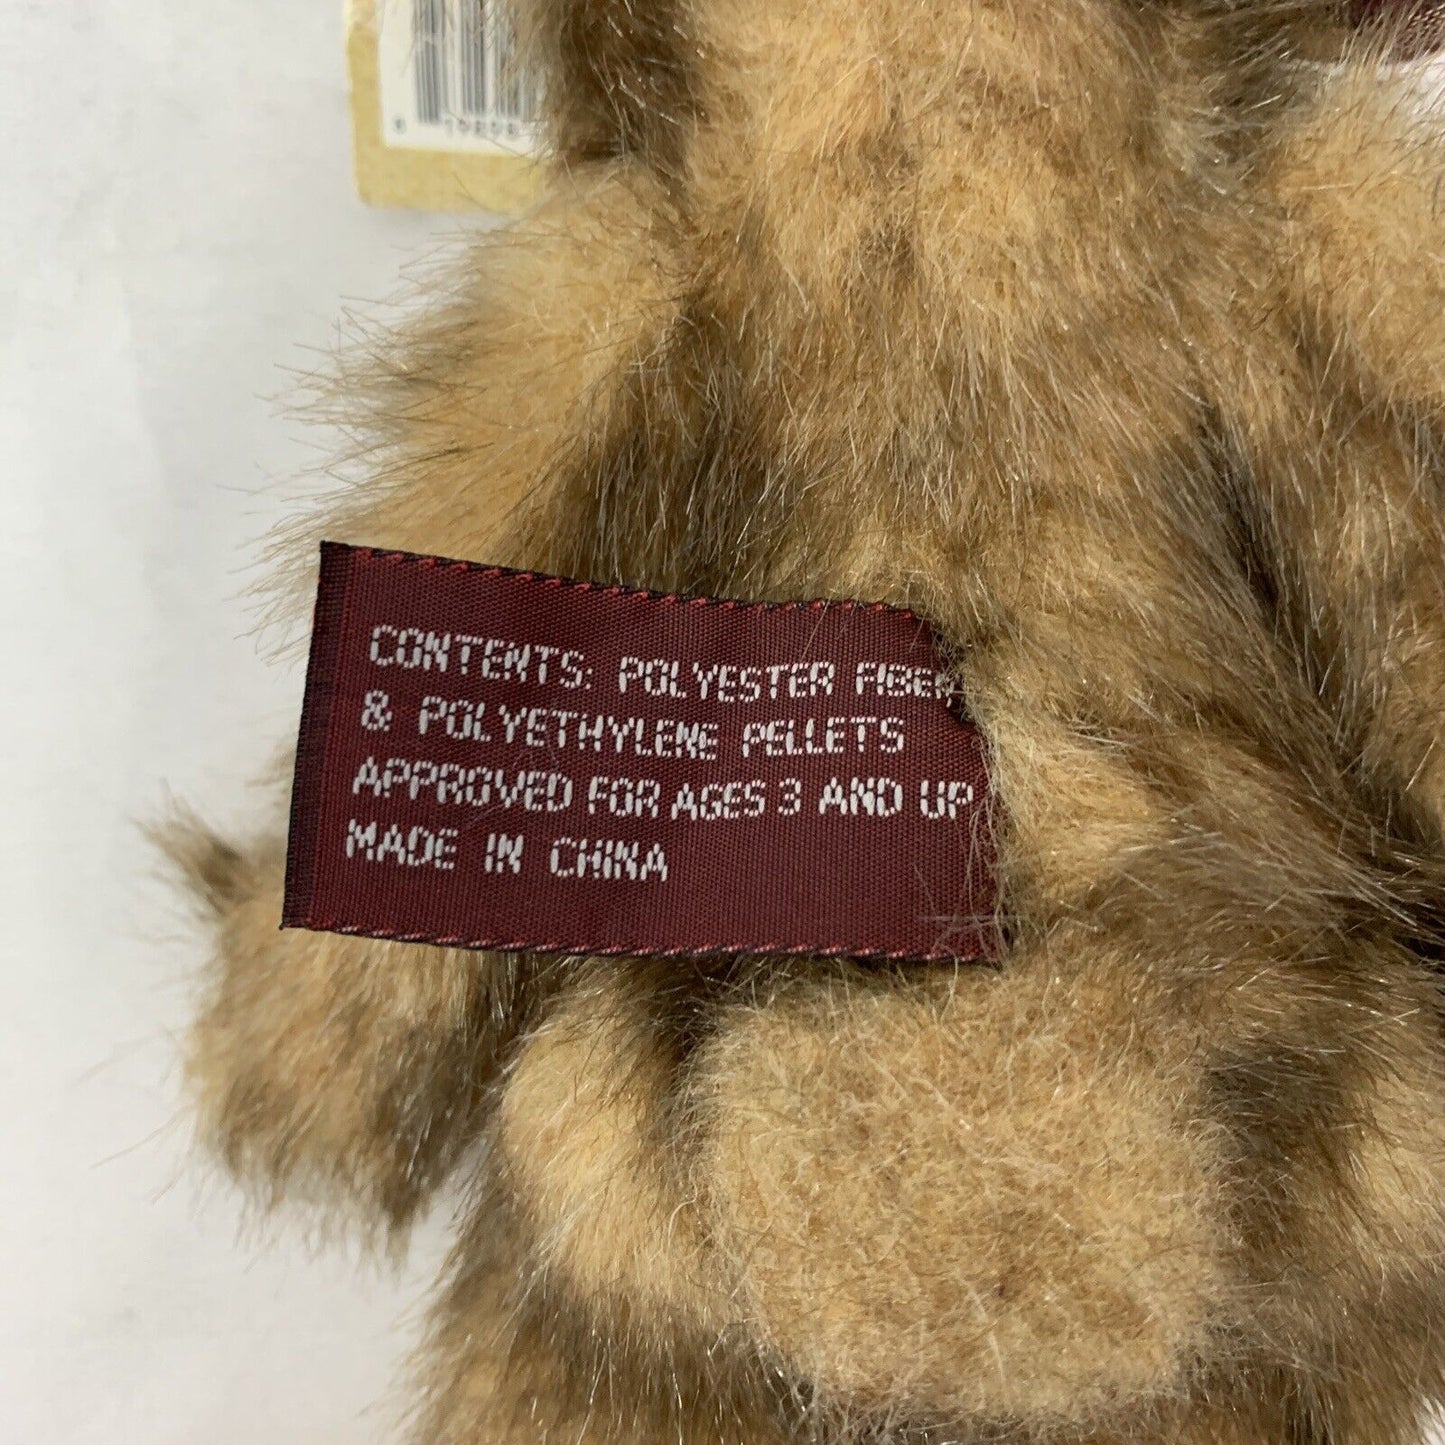 CONTENTS: POLYESTER FIBER,
& POLYETHYLENE PELLETS
APPROVED FOR AGES 3 AND UP
MADE IN CHINA